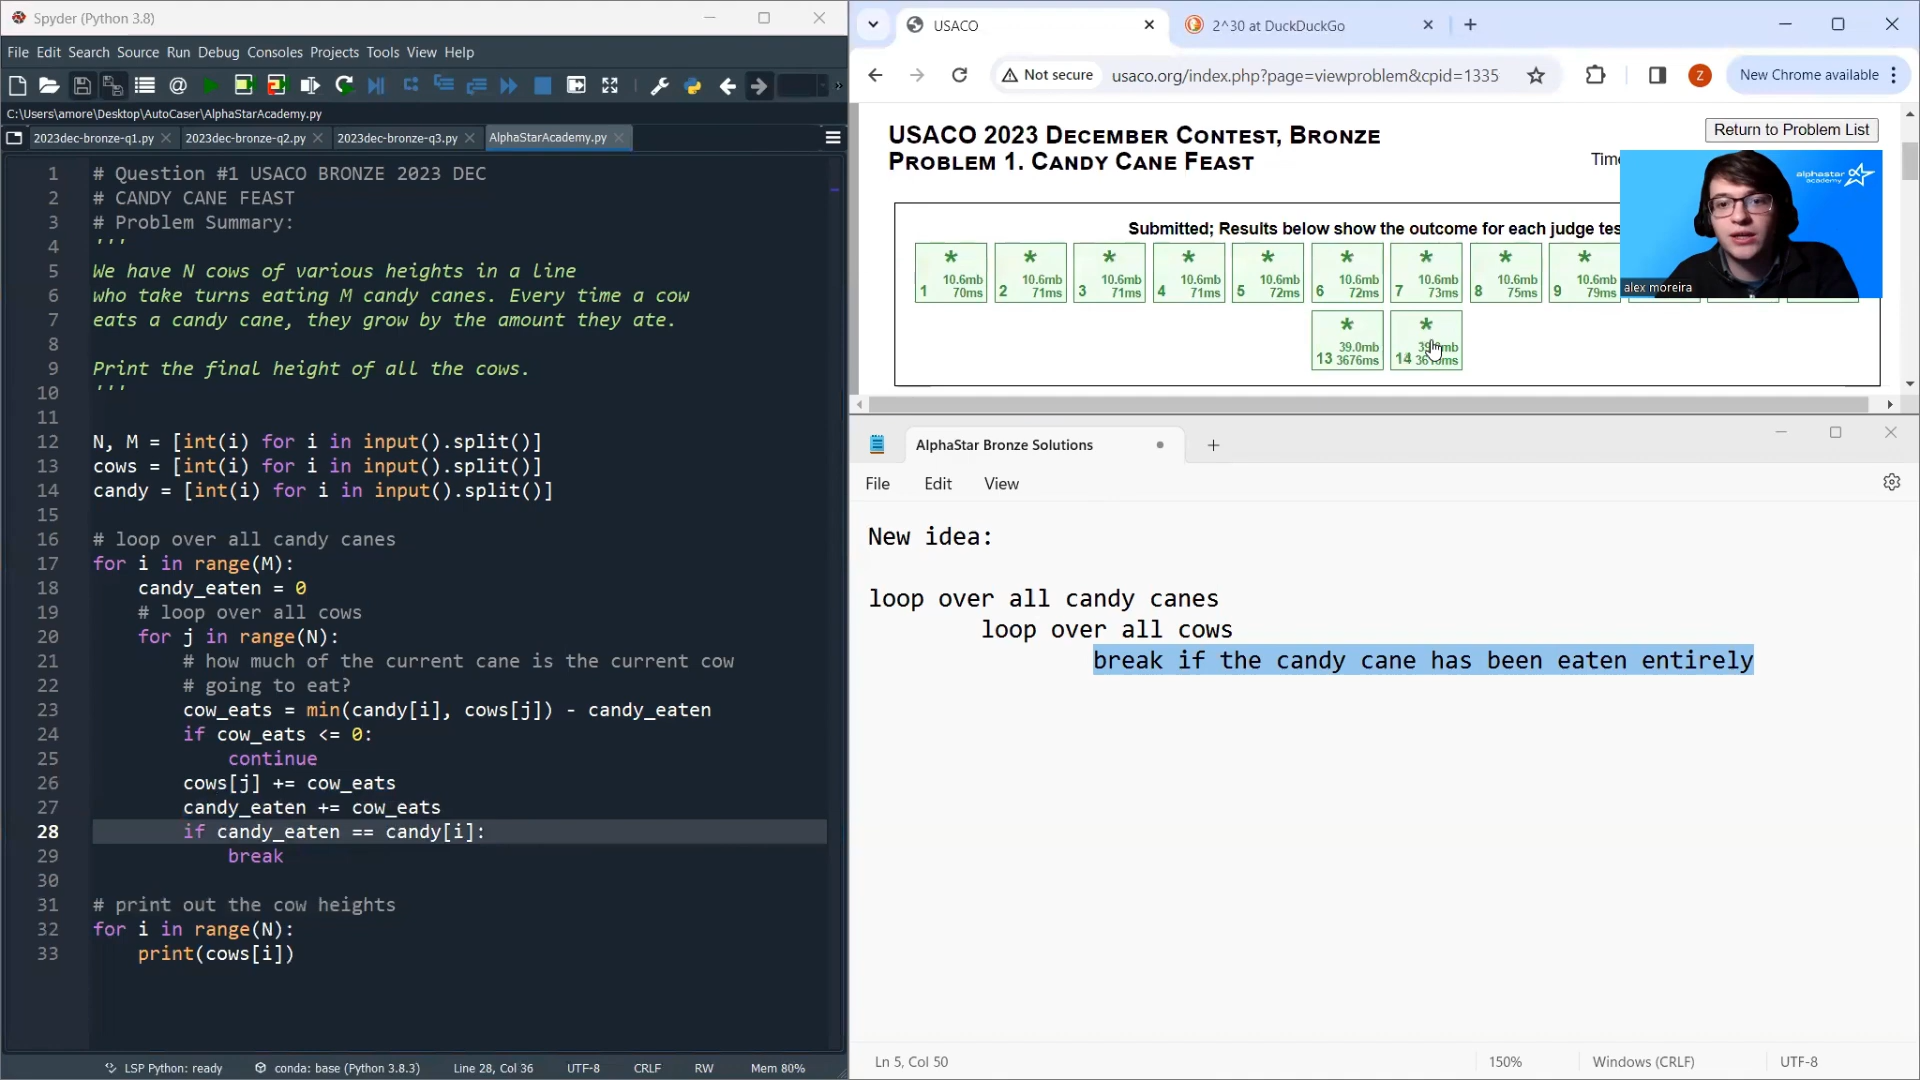 Spyder (Python 3.8)
File Edit Search Source Run Debug Consoles Projects Tools View Help
C:\Users\amore\Desktop\AutoCaser\AlphaStarAcademy.py
2023dec-bronze-q1.py 2023dec-bronze-q2.py 2023dec-bronze-q3.py AlphaStarAcademy.py
1 # Question #1 USACO BRONZE 2023 DEC
2 # CANDY CANE FEAST
3 # Problem Summary:
4 '''
5 We have N cows of various heights in a line
6 who take turns eating M candy canes. Every time a cow
7 eats a candy cane, they grow by the amount they ate.
8
9 Print the final height of all the cows.
10 '''
11
12 N, M = [int(i) for i in input().split()]
13 cows = [int(i) for i in input().split()]
14 candy = [int(i) for i in input().split()]
15
16 # loop over all candy canes
17 for i in range(M):
18 candy_eaten = 0
19 # loop over all cows
20 for j in range(N):
21 # how much of the current cane is the current cow
22 # going to eat?
23 cow_eats = min(candy[i], cows[j]) - candy_eaten
24 if cow_eats <= 0:
25 continue
26 cows[j] += cow_eats
27 candy_eaten += cow_eats
28 if candy_eaten == candy[i]:
29 break
30
31 # print out the cow heights
32 for i in range(N):
33 print(cows[i])
LSP Python: ready conda: base (Python 3.8.3) Line 28, Col 36 UTF-8 CRLF RW Mem 80%
USACO 2^30 at DuckDuckGo
Not secure usaco.org/index.php?page=viewproblem&cpid=1335 Z New Chrome available
USACO 2023 December Contest, Bronze
Problem 1. Candy Cane Feast
Return to Problem List
Submitted; Results below show the outcome for each judge tes
* * * * * * * * *
10.6mb 10.6mb 10.6mb 10.6mb 10.6mb 10.6mb 10.6mb 10.6mb 10.6mb
1 70ms 2 71ms 3 71ms 4 71ms 5 72ms 6 72ms 7 73ms 8 75ms 9 79ms
* *
39.0mb
13 3676ms 14
alphastar
academy
alex moreira
AlphaStar Bronze Solutions
File Edit View
New idea:
loop over all candy canes
loop over all cows
break if the candy cane has been eaten entirely
Ln 5, Col 50 150% Windows (CRLF) UTF-8